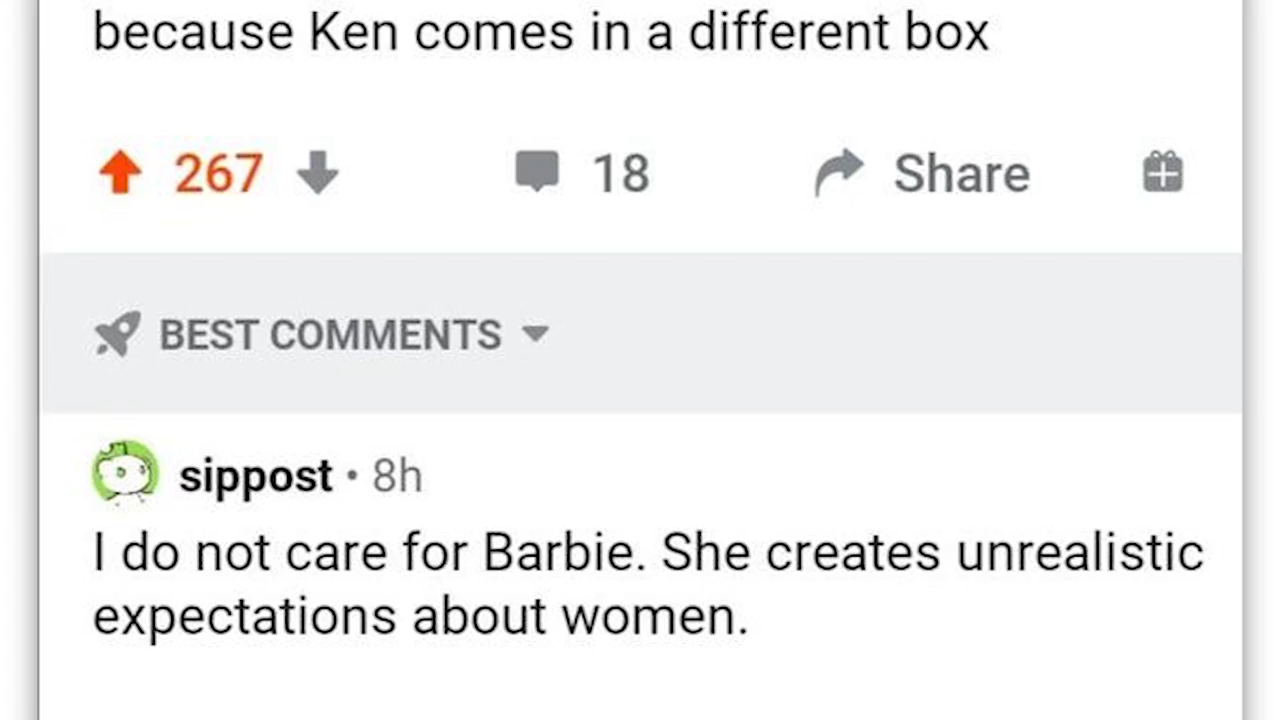 because Ken comes in a different box
267
18
Share
BEST COMMENTS
sippost • 8h
I do not care for Barbie. She creates unrealistic
expectations about women.